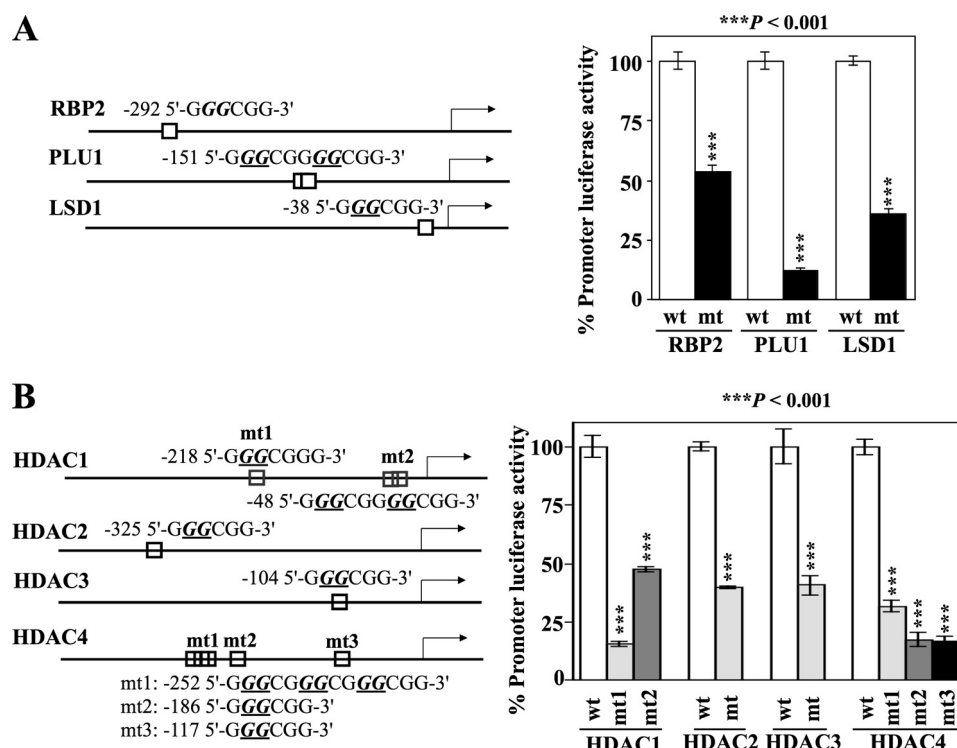 A
RBP2 -292 5'-GGGCGG-3'
PLU1 -151 5'-GGGCGGGGCGG-3'
LSD1 -38 5'-GGGCGG-3'
***P < 0.001
% Promoter luciferase activity
100
75
50
25
0
*** *** ***
wt mt wt mt wt mt
RBP2 PLU1 LSD1
B
mt1
HDAC1 -218 5'-GGGCGGG-3' mt2
-48 5'-GGGCGGGGCGG-3'
HDAC2 -325 5'-GGGCGG-3'
HDAC3 -104 5'-GGGCGG-3'
HDAC4 mt1 mt2 mt3
mt1: -252 5'-GGGCGGGCGGGCGG-3'
mt2: -186 5'-GGGCGG-3'
mt3: -117 5'-GGGCGG-3'
***P < 0.001
% Promoter luciferase activity
100
75
50
25
0
*** *** *** *** *** *** ***
wt mt1 mt2 wt mt wt mt wt mt1 mt2 mt3
HDAC1 HDAC2 HDAC3 HDAC4